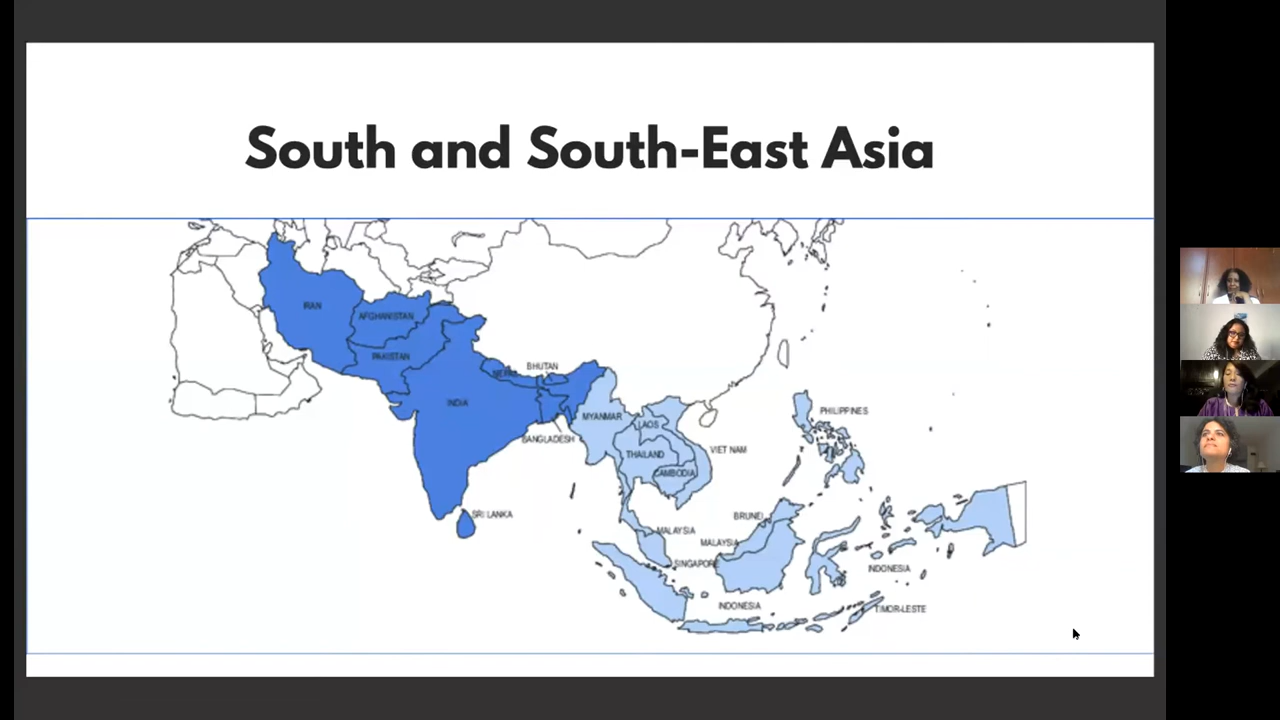 South and South-East Asia
IRAN
AFGHANISTAN
PAKISTAN
NEPAL
BHUTAN
INDIA
BANGLADESH
MYANMAR
LAOS
PHILIPPINES
THAILAND
VIET NAM
CAMBODIA
SRI LANKA
BRUNEI
MALAYSIA
MALAYSIA
SINGAPORE
INDONESIA
INDONESIA
TIMOR-LESTE